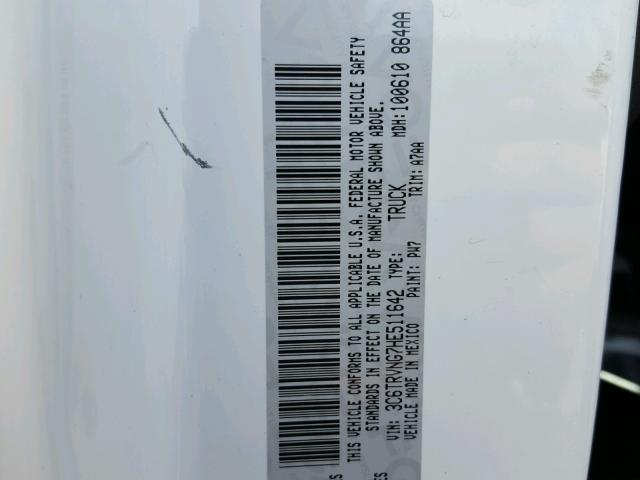 THIS VEHICLE CONFORMS TO ALL APPLICABLE U.S.A. FEDERAL MOTOR VEHICLE SAFETY
STANDARDS IN EFFECT ON THE DATE OF MANUFACTURE SHOWN ABOVE.
VIN: 3C6TRVNG7HE511642 TYPE: TRUCK MDH:100610 864AA
VEHICLE MADE IN MEXICO PAINT: PW7 TRIM: A7AA